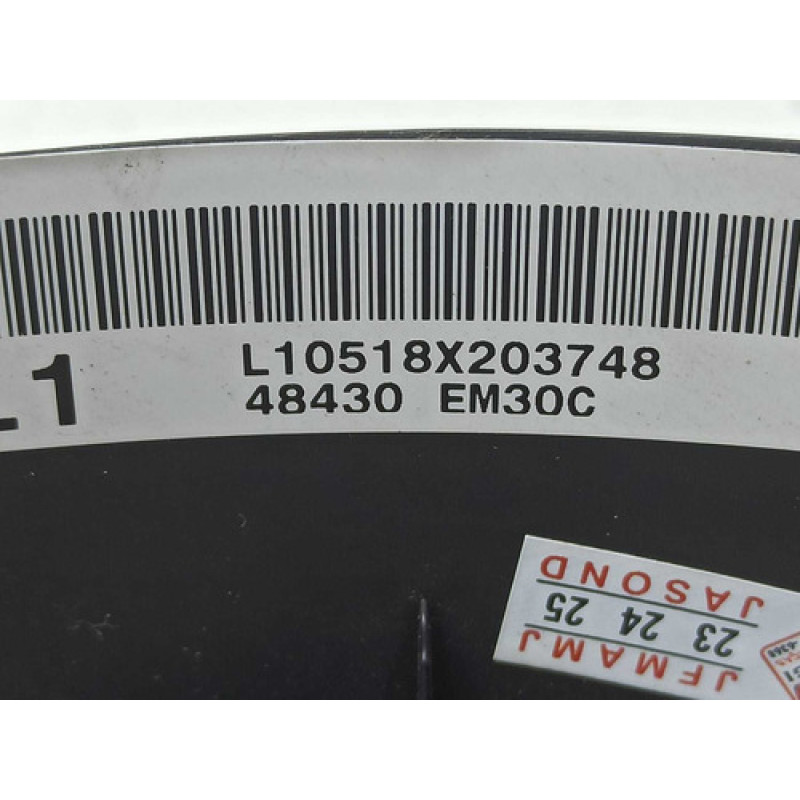 L10518X203748
48430 EM30C
L1
JASOND
23 24 25
JFMAMJ